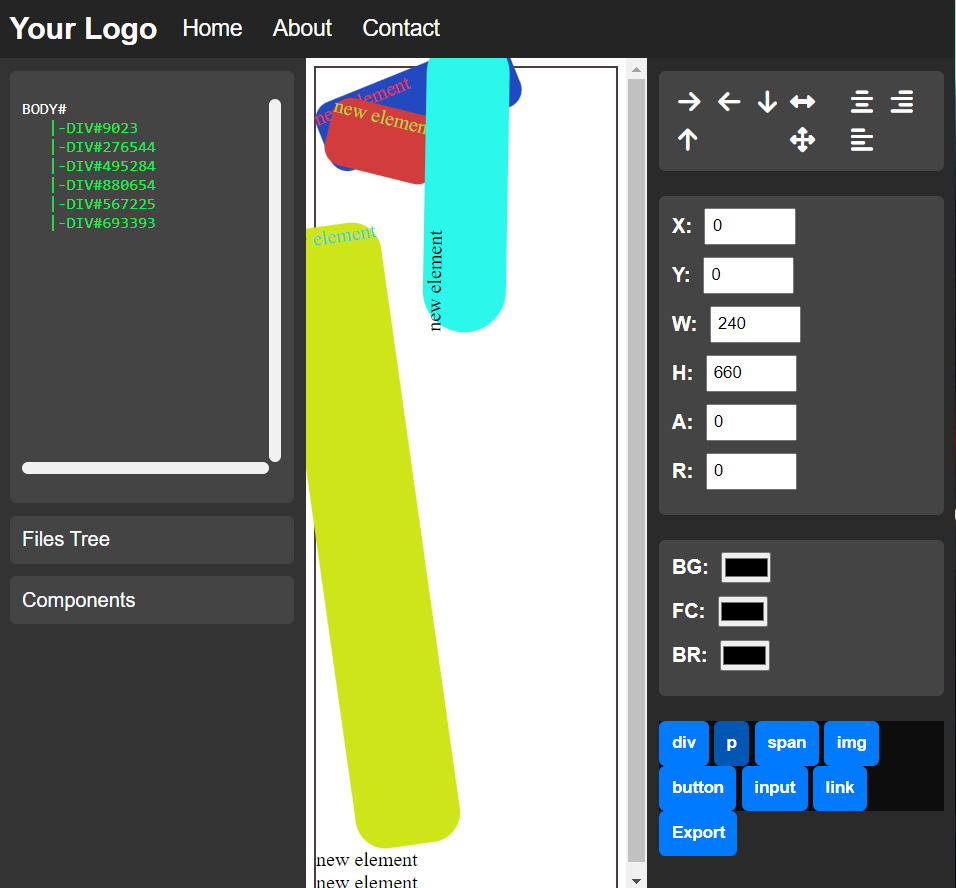 Your Logo Home About Contact
BODY#
|-DIV#9023
|-DIV#276544
|-DIV#495284
|-DIV#880654
|-DIV#567225
|-DIV#693393
Files Tree
Components
new element
element
new element
new element
new element
X: 0
Y: 0
W: 240
H: 660
A: 0
R: 0
BG:
FC:
BR:
div p span img
button input link
Export